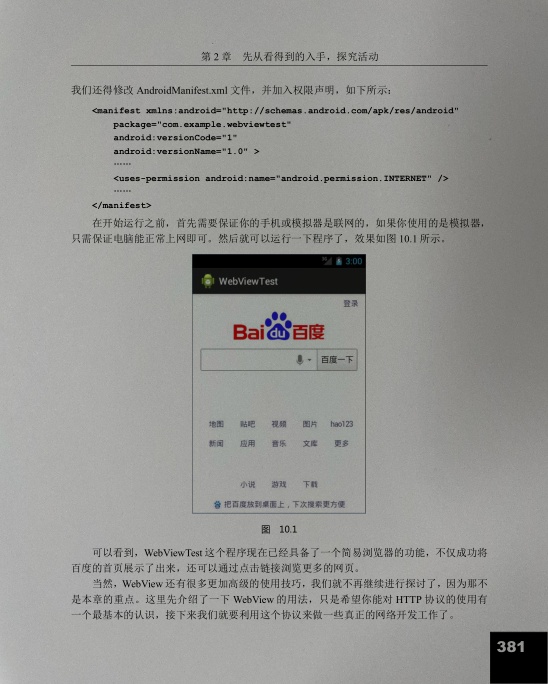 第 2 章 先从看得到的入手，探究活动
我们还得修改 AndroidManifest.xml 文件，并加入权限声明，如下所示：
<manifest xmlns:android="http://schemas.android.com/apk/res/android"
package="com.example.webviewtest"
android:versionCode="1"
android:versionName="1.0" >
……
<uses-permission android:name="android.permission.INTERNET" />
……
</manifest>
在开始运行之前，首先需要保证你的手机或模拟器是联网的，如果你使用的是模拟器，
只需保证电脑能正常上网即可。然后就可以运行一下程序了，效果如图 10.1 所示。
3:00
WebViewTest
登录
Bai du 百度
百度一下
地图 贴吧 视频 图片 hao123
新闻 应用 音乐 文库 更多
小说 游戏 下载
把百度放到桌面上，下次搜索更方便
图 10.1
可以看到，WebViewTest 这个程序现在已经具备了一个简易浏览器的功能，不仅成功将
百度的首页展示了出来，还可以通过点击链接浏览更多的网页。
当然，WebView 还有很多更加高级的使用技巧，我们就不再继续进行探讨了，因为那不
是本章的重点。这里先介绍了一下 WebView 的用法，只是希望你能对 HTTP 协议的使用有
一个最基本的认识，接下来我们就要利用这个协议来做一些真正的网络开发工作了。
381